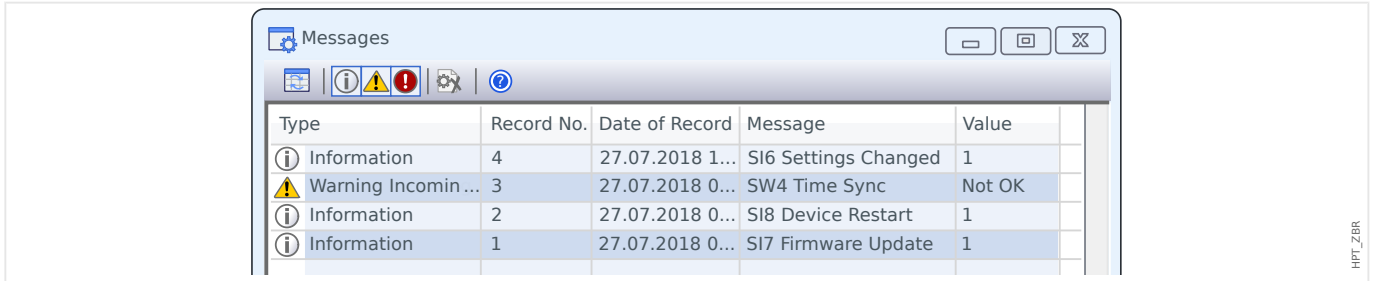 Messages
Type Record No. Date of Record Message Value
Information 4 27.07.2018 1... SI6 Settings Changed 1
Warning Incomin... 3 27.07.2018 0... SW4 Time Sync Not OK
Information 2 27.07.2018 0... SI8 Device Restart 1
Information 1 27.07.2018 0... SI7 Firmware Update 1
HPT_ZBR